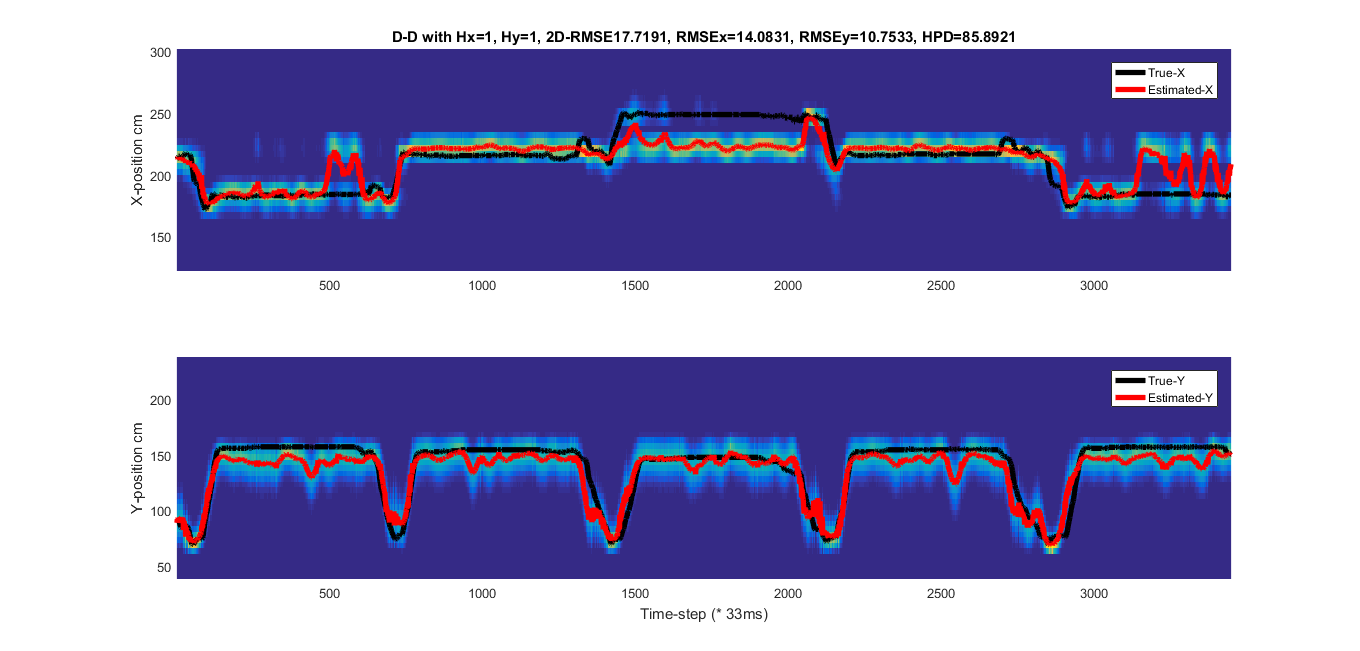 D-D with Hx=1, Hy=1, 2D-RMSE17.7191, RMSEx=14.0831, RMSEy=10.7533, HPD=85.8921
300
250
200
150
X-position cm
True-X
Estimated-X
500 1000 1500 2000 2500 3000
200
150
100
50
Y-position cm
True-Y
Estimated-Y
500 1000 1500 2000 2500 3000
Time-step (* 33ms)